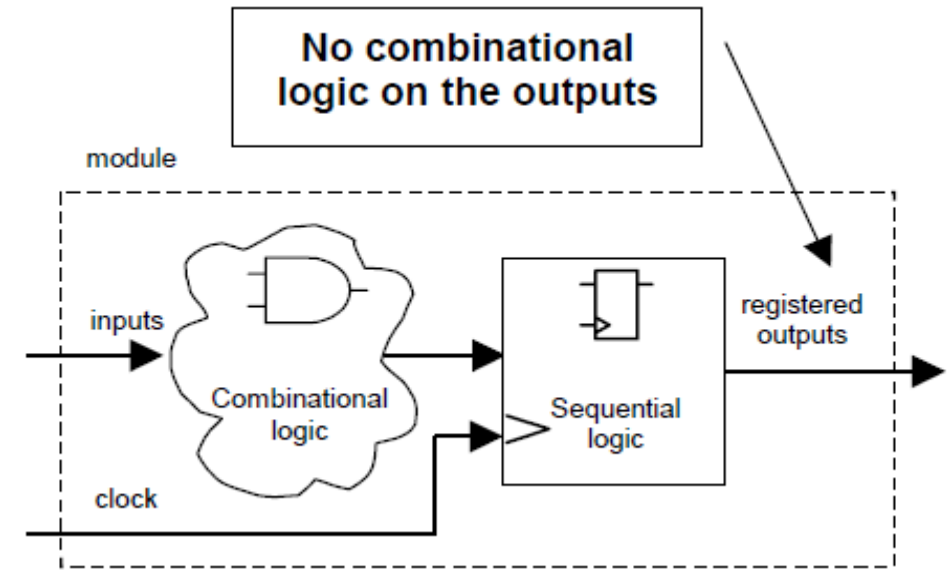 No combinational
logic on the outputs
module
inputs
Combinational
logic
Sequential
logic
registered
outputs
clock